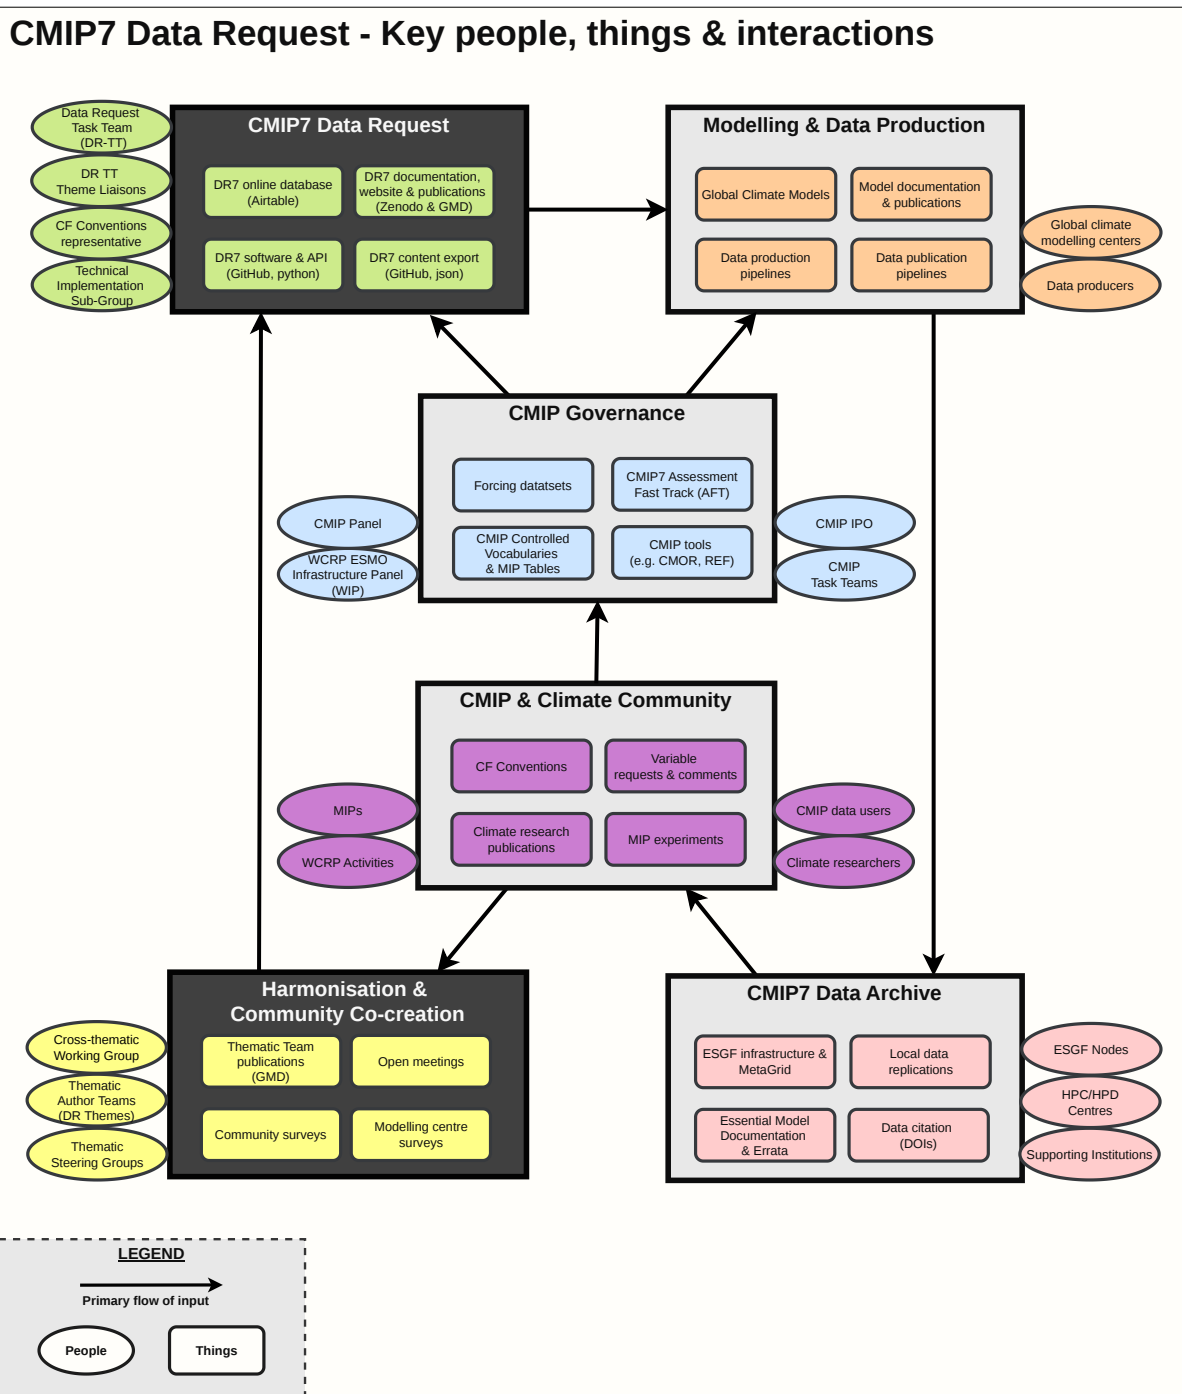 CMIP7 Data Request - Key people, things & interactions
Data Request
Task Team
(DR-TT)
DR TT
Theme Liaisons
CF Conventions
representative
Technical
Implementation
Sub-Group
CMIP7 Data Request
DR7 online database
(Airtable)
DR7 documentation,
website & publications
(Zenodo & GMD)
DR7 software & API
(GitHub, python)
DR7 content export
(GitHub, json)
Modelling & Data Production
Global Climate Models
Model documentation
& publications
Data production
pipelines
Data publication
pipelines
Global climate
modelling centers
Data producers
CMIP Governance
Forcing datatsets
CMIP7 Assessment
Fast Track (AFT)
CMIP Controlled
Vocabularies
& MIP Tables
CMIP tools
(e.g. CMOR, REF)
CMIP Panel
WCRP ESMO
Infrastructure Panel
(WIP)
CMIP IPO
CMIP
Task Teams
CMIP & Climate Community
CF Conventions
Variable
requests & comments
Climate research
publications
MIP experiments
MIPs
WCRP Activities
CMIP data users
Climate researchers
Harmonisation &
Community Co-creation
Thematic Team
publications
(GMD)
Open meetings
Community surveys
Modelling centre
surveys
Cross-thematic
Working Group
Thematic
Author Teams
(DR Themes)
Thematic
Steering Groups
CMIP7 Data Archive
ESGF infrastructure &
MetaGrid
Local data
replications
Essential Model
Documentation
& Errata
Data citation
(DOIs)
ESGF Nodes
HPC/HPD
Centres
Supporting Institutions
LEGEND
Primary flow of input
People
Things